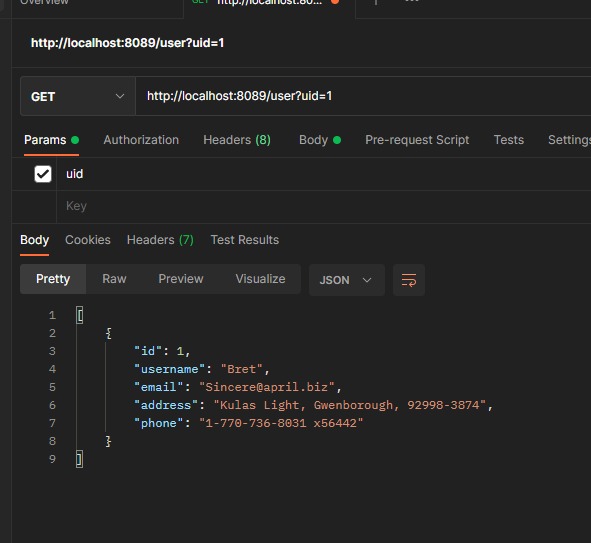 Overview GET http://localhost:80...
http://localhost:8089/user?uid=1
GET http://localhost:8089/user?uid=1
Params Authorization Headers (8) Body Pre-request Script Tests Settings
uid
Key
Body Cookies Headers (7) Test Results
Pretty Raw Preview Visualize JSON
1 [
2 {
3 "id": 1,
4 "username": "Bret",
5 "email": "Sincere@april.biz",
6 "address": "Kulas Light, Gwenborough, 92998-3874",
7 "phone": "1-770-736-8031 x56442"
8 }
9 ]